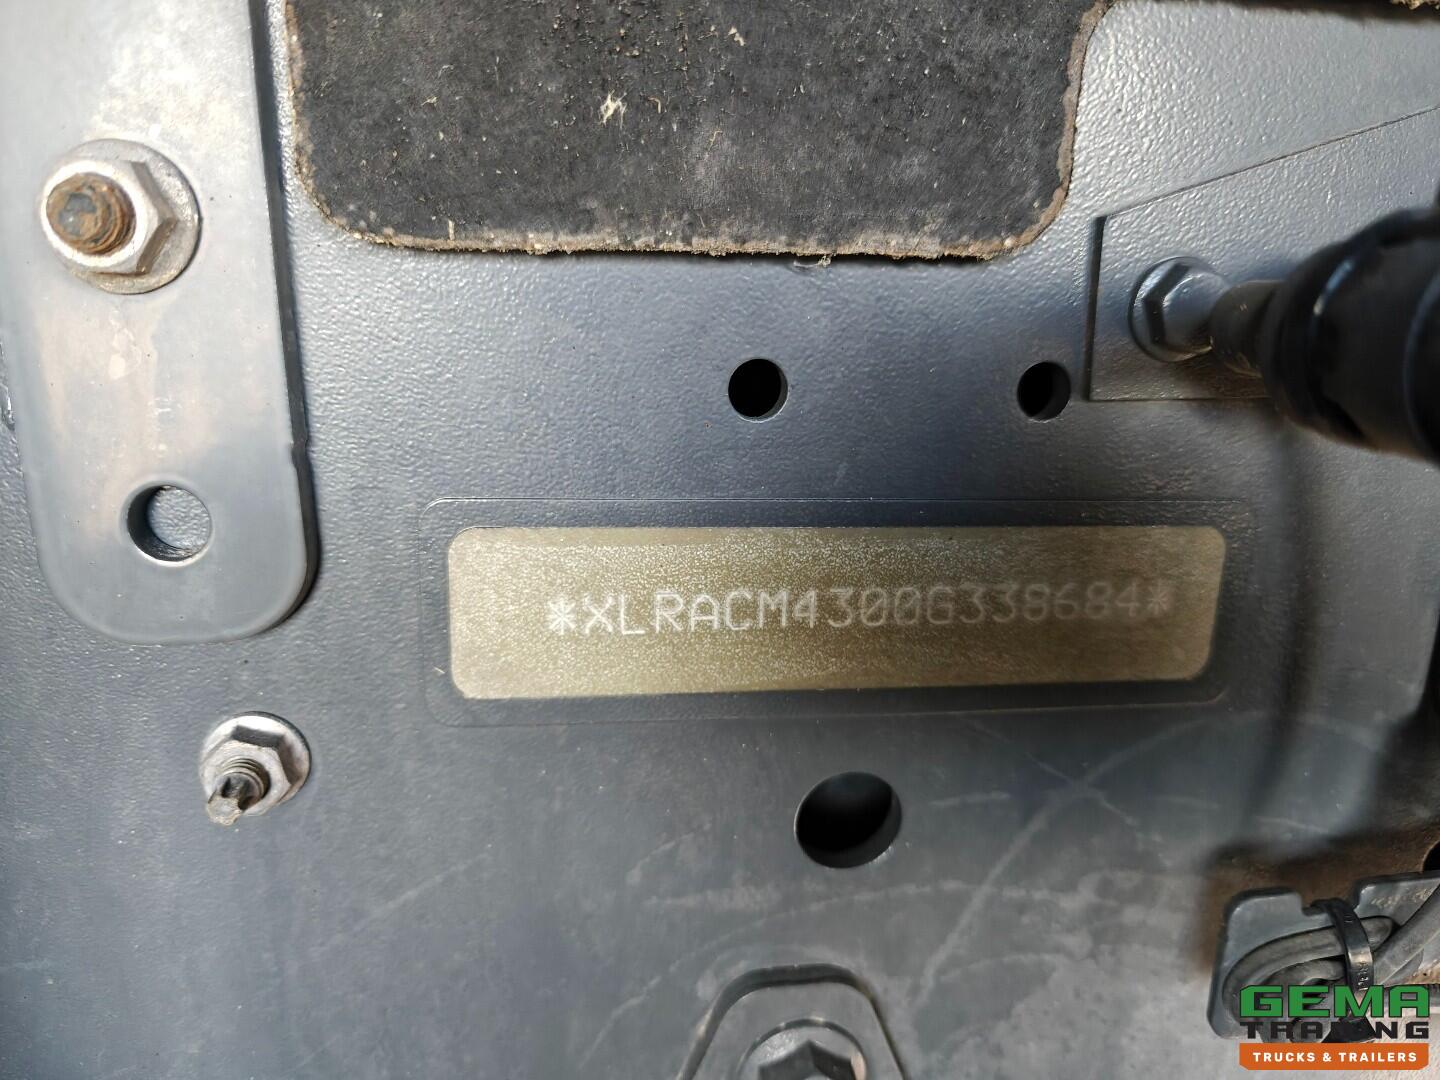 *XLRACM4300G338684*
GEMA
TRADING
TRUCKS & TRAILERS